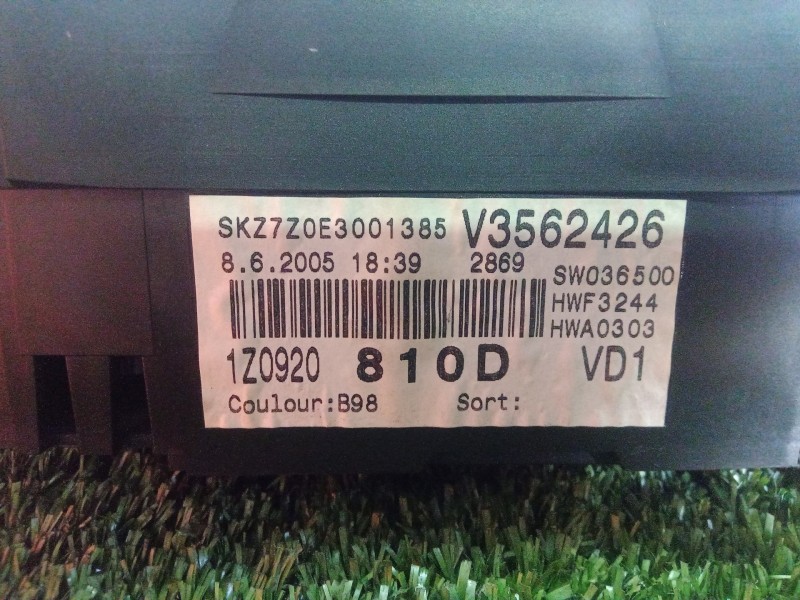 SKZ7Z0E3001385 V3562426
8.6.2005 18:39 2869 SW036500
HWF3244
HWA0303
1Z0920 810D VD1
Coulour:B98 Sort: